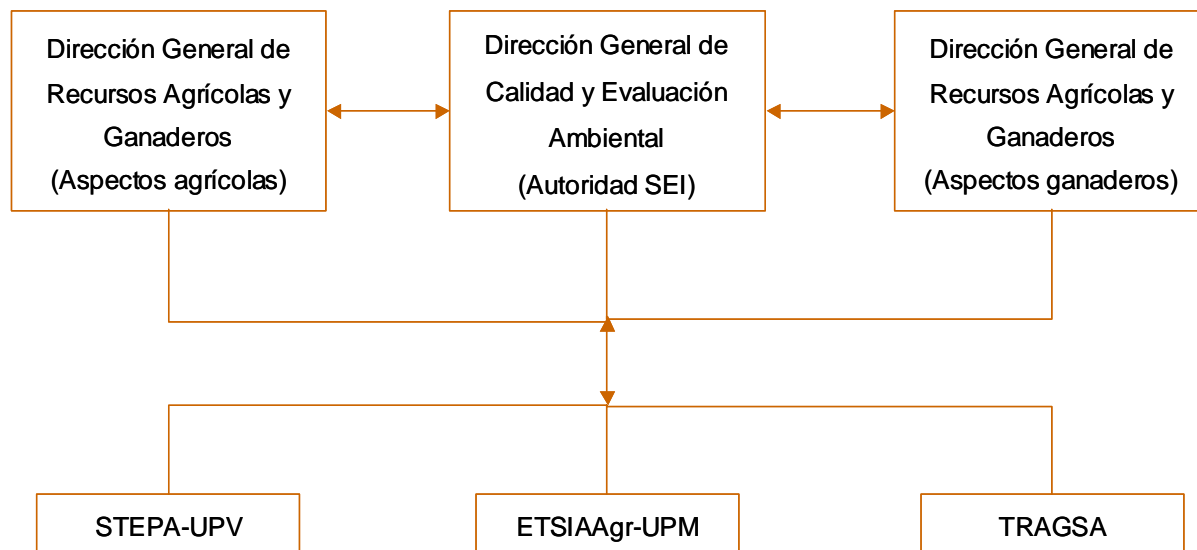 Dirección General de
Recursos Agrícolas y
Ganaderos
(Aspectos agrícolas)
Dirección General de
Calidad y Evaluación
Ambiental
(Autoridad SEI)
Dirección General de
Recursos Agrícolas y
Ganaderos
(Aspectos ganaderos)
STEPA-UPV
ETSIAAgr-UPM
TRAGSA